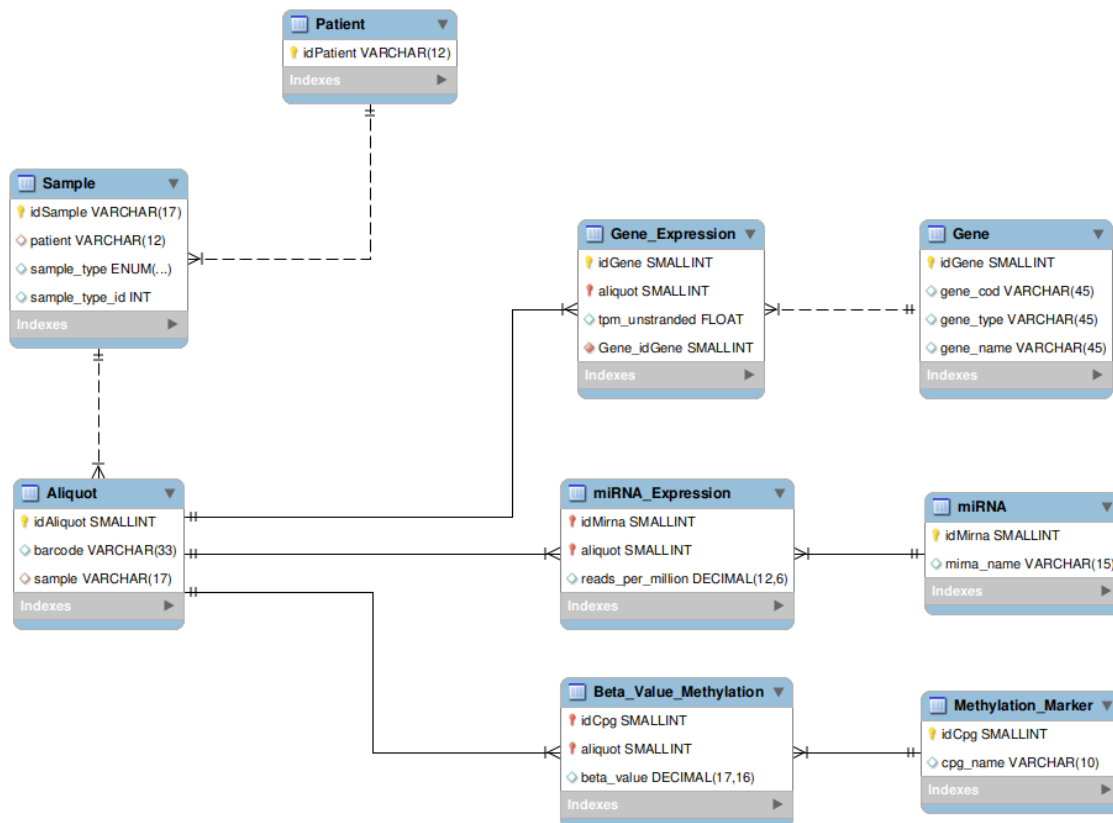 Patient
idPatient VARCHAR(12)
Indexes
Sample
idSample VARCHAR(17)
patient VARCHAR(12)
sample_type ENUM(...)
sample_type_id INT
Indexes
Gene_Expression
idGene SMALLINT
aliquot SMALLINT
tpm_unstranded FLOAT
Gene_idGene SMALLINT
Indexes
Gene
idGene SMALLINT
gene_cod VARCHAR(45)
gene_type VARCHAR(45)
gene_name VARCHAR(45)
Indexes
Aliquot
idAliquot SMALLINT
barcode VARCHAR(33)
sample VARCHAR(17)
Indexes
miRNA_Expression
idMirna SMALLINT
aliquot SMALLINT
reads_per_million DECIMAL(12,6)
Indexes
miRNA
idMirna SMALLINT
mirna_name VARCHAR(15)
Indexes
Beta_Value_Methylation
idCpg SMALLINT
aliquot SMALLINT
beta_value DECIMAL(17,16)
Indexes
Methylation_Marker
idCpg SMALLINT
cpg_name VARCHAR(10)
Indexes